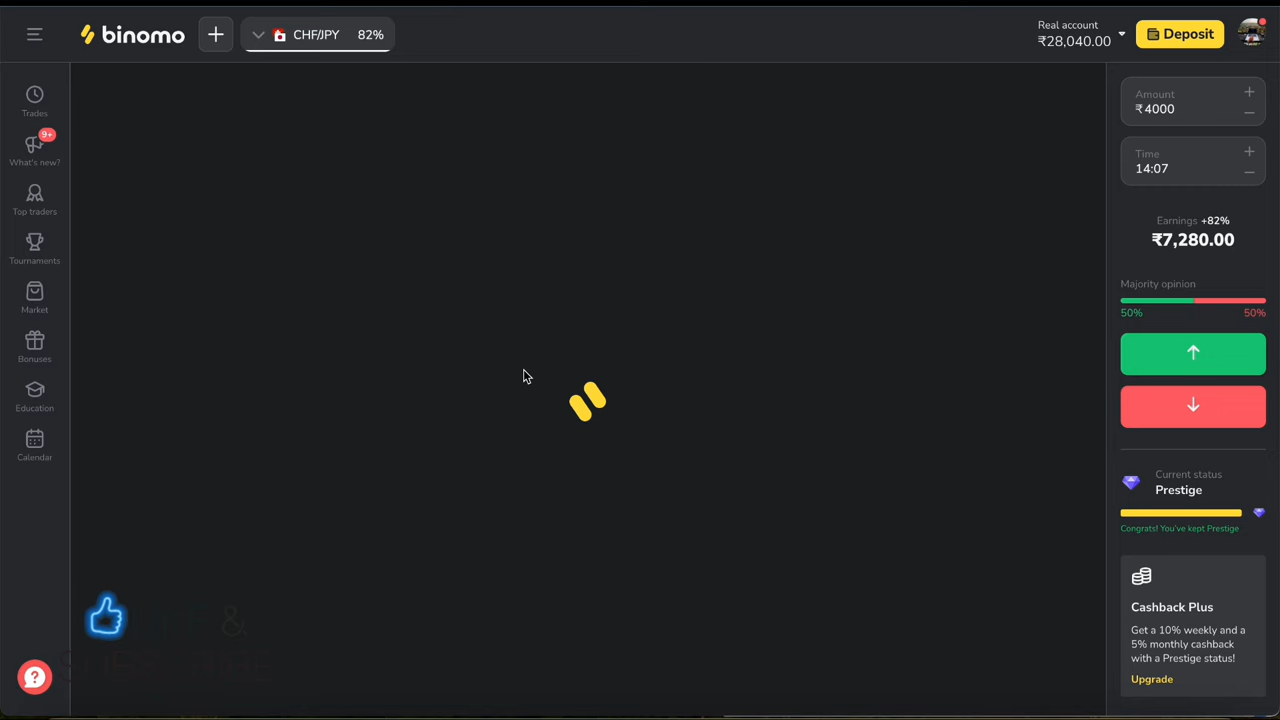 binomo
+
CHF/JPY 82%
Real account
₹28,040.00
Deposit
Trades
9+
What's new?
Top traders
Tournaments
Market
Bonuses
Education
Calendar
?
Amount
₹4000
Time
14:07
Earnings +82%
₹7,280.00
Majority opinion
50% 50%
Current status
Prestige
Congrats! You've kept Prestige
Cashback Plus
Get a 10% weekly and a
5% monthly cashback
with a Prestige status!
Upgrade
&